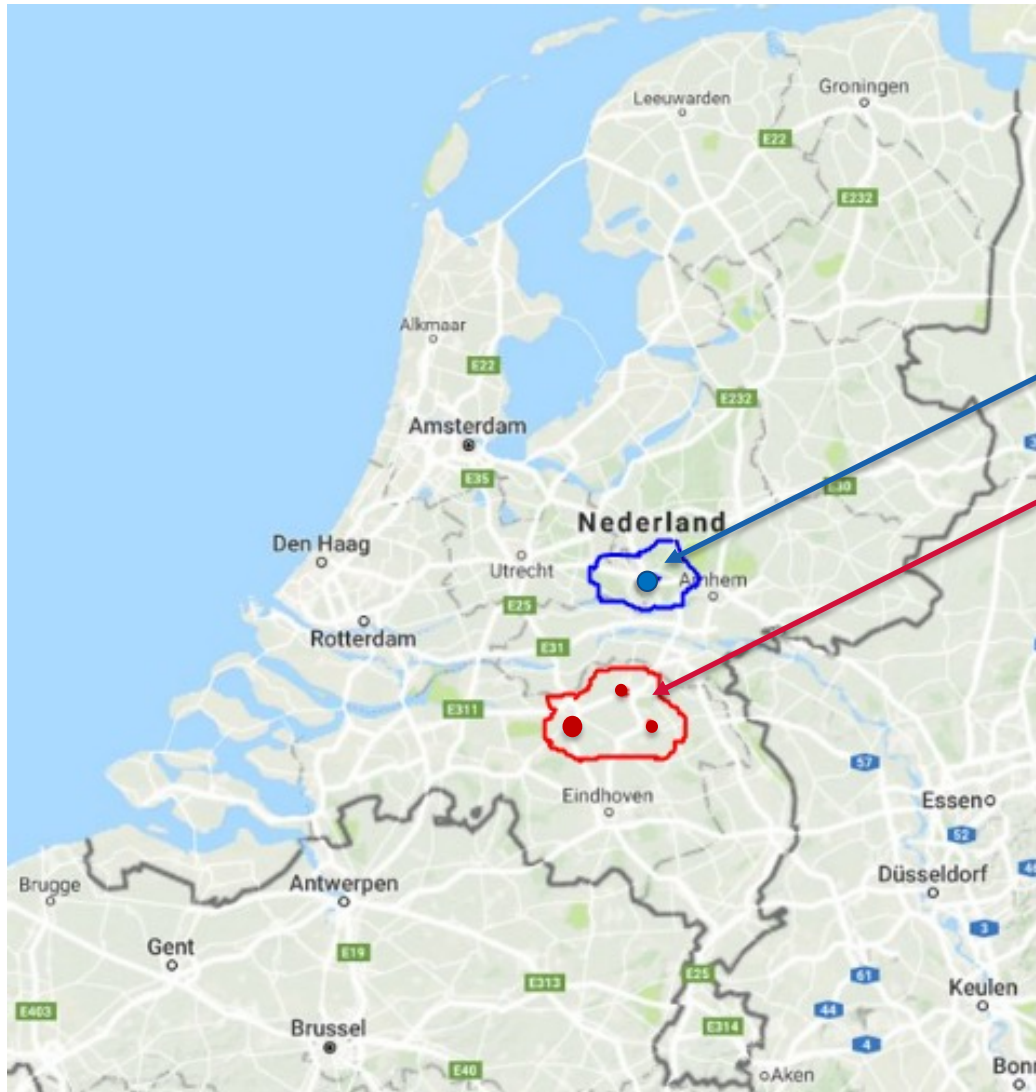 Groningen
Leeuwarden
E22
E232
Alkmaar
E22
E232
Amsterdam
E35
E30
Nederland
Den Haag
Utrecht
Arnhem
E25
Rotterdam
E31
E311
57
Eindhoven
Essen
52
Brugge
Antwerpen
Düsseldorf
3
Gent
E19
E25
61
E313
Keulen
E403
44
E314
Brussel
4
E40
Aken